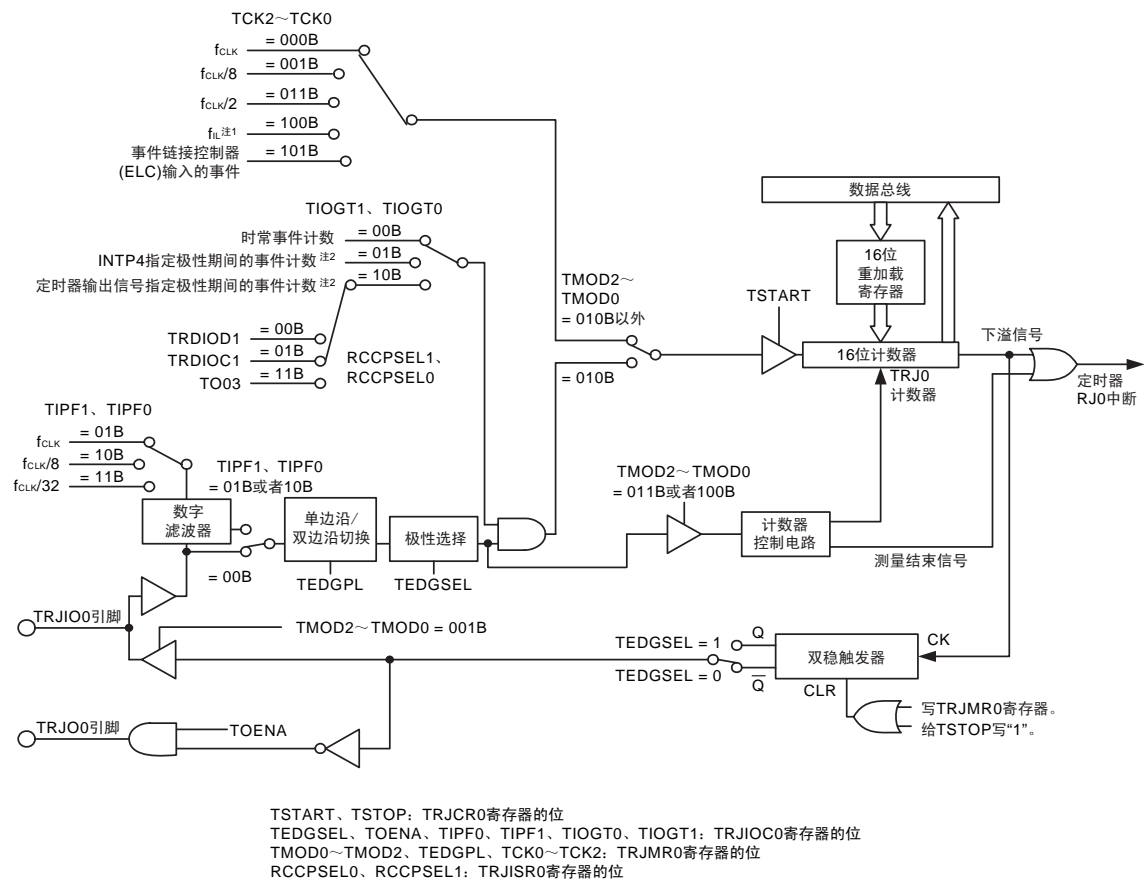 TCK2～TCK0
fCLK = 000B
fCLK/8 = 001B
fCLK/2 = 011B
fIL注1 = 100B
事件链接控制器 = 101B
(ELC)输入的事件
数据总线
16位
重加载
寄存器
TIOGT1、TIOGT0
时常事件计数 = 00B
INTP4指定极性期间的事件计数 注2 = 01B
定时器输出信号指定极性期间的事件计数 注2 = 10B
TRDIOD1 = 00B
TRDIOC1 = 01B
TO03 = 11B
RCCPSEL1、
RCCPSEL0
TMOD2～
TMOD0
= 010B以外
= 010B
TSTART
16位计数器
TRJ0
计数器
下溢信号
定时器
RJ0中断
TIPF1、TIPF0
fCLK = 01B
fCLK/8 = 10B
fCLK/32 = 11B
数字
滤波器
TIPF1、TIPF0
= 01B或者10B
= 00B
单边沿/
双边沿切换
TEDGPL
极性选择
TEDGSEL
TMOD2～TMOD0
= 011B或者100B
计数器
控制电路
测量结束信号
TRJIO0引脚
TMOD2～TMOD0 = 001B
TEDGSEL = 1
TEDGSEL = 0
Q
Q̅
双稳触发器
CK
CLR
写TRJMR0寄存器。
给TSTOP写“1”。
TRJO0引脚
TOENA
TSTART、TSTOP：TRJCR0寄存器的位
TEDGSEL、TOENA、TIPF0、TIPF1、TIOGT0、TIOGT1：TRJIOC0寄存器的位
TMOD0～TMOD2、TEDGPL、TCK0～TCK2：TRJMR0寄存器的位
RCCPSEL0、RCCPSEL1：TRJISR0寄存器的位